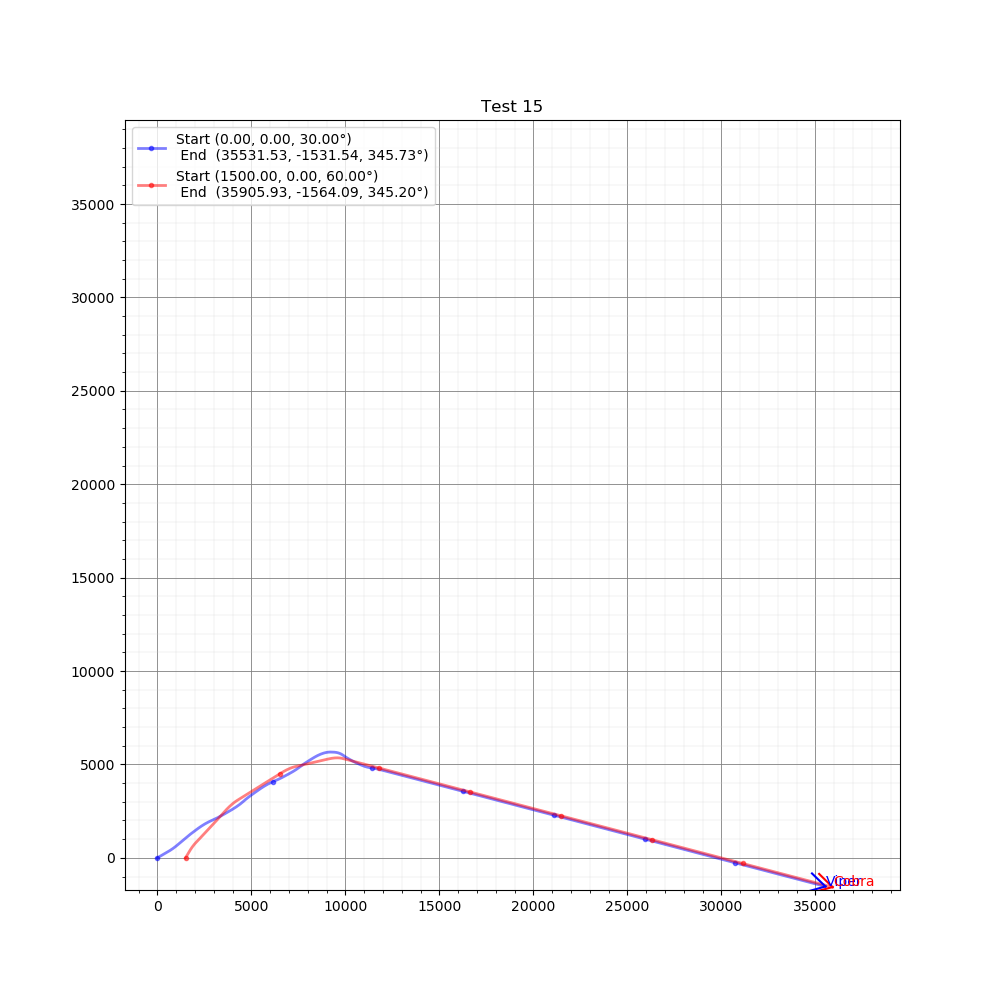 Test 15
Start (0.00, 0.00, 30.00°)
End (35531.53, -1531.54, 345.73°)
Start (1500.00, 0.00, 60.00°)
End (35905.93, -1564.09, 345.20°)
35000
30000
25000
20000
15000
10000
5000
0
Viper
Cobra
0 5000 10000 15000 20000 25000 30000 35000